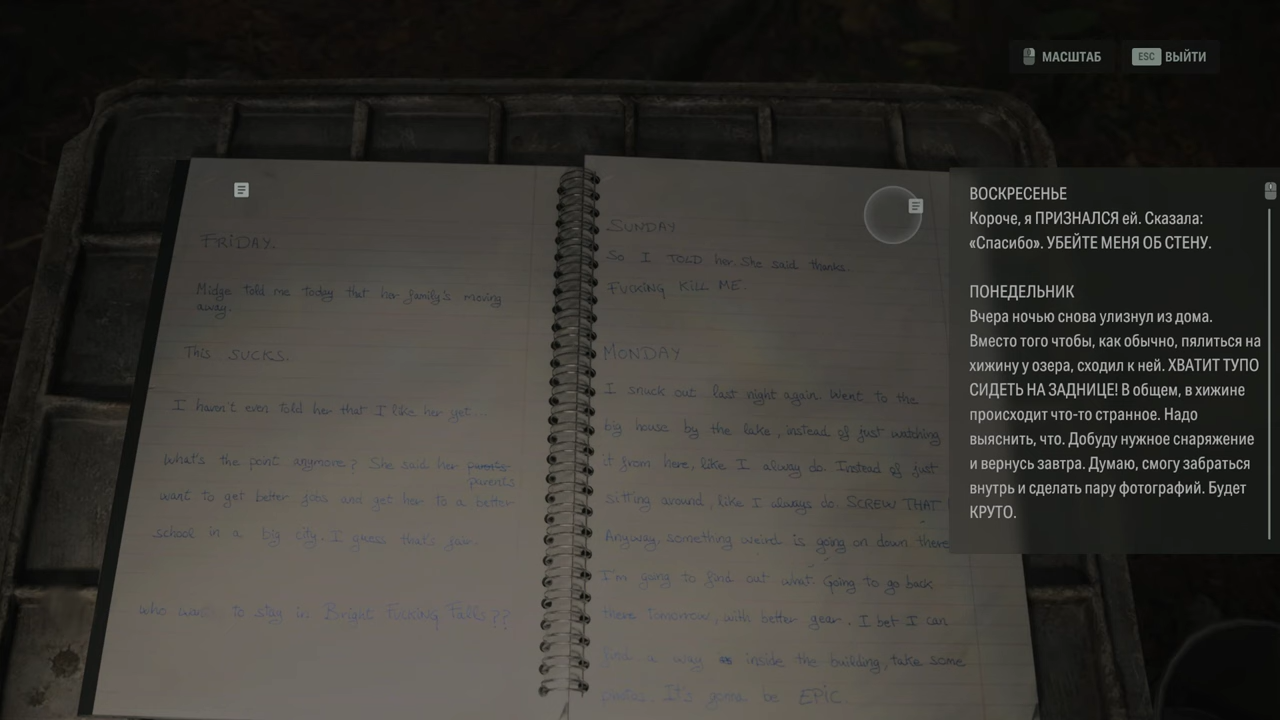 МАСШТАБ
ESC ВЫЙТИ
FRIDAY.
Midge told me today that her family's moving
away.
This SUCKS.
I haven't even told her that I like her yet...
What's the point anymore? She said her parents
parents
want to get better jobs and get her to a better
school in a big city. I guess that's fair.
who wants to stay in Bright Fucking Falls??
SUNDAY
So I TOLD her. She said thanks.
FUCKING KILL ME.
MONDAY
I snuck out last night again. Went to the
big house by the lake, instead of just watching
it from here, like I alway do. Instead of just
sitting around, like I always do. SCREW THAT
Anyway, something weird is going on down there
I'm going to find out what. Going to go back
there tomorrow, with better gear. I bet I can
find a way inside the building, take some
photos. It's gonna be EPIC
ВОСКРЕСЕНЬЕ
Короче, я ПРИЗНАЛСЯ ей. Сказала:
«Спасибо». УБЕЙТЕ МЕНЯ ОБ СТЕНУ.
ПОНЕДЕЛЬНИК
Вчера ночью снова улизнул из дома.
Вместо того чтобы, как обычно, пялиться на
хижину у озера, сходил к ней. ХВАТИТ ТУПО
СИДЕТЬ НА ЗАДНИЦЕ! В общем, в хижине
происходит что-то странное. Надо
выяснить, что. Добуду нужное снаряжение
и вернусь завтра. Думаю, смогу забраться
внутрь и сделать пару фотографий. Будет
КРУТО.